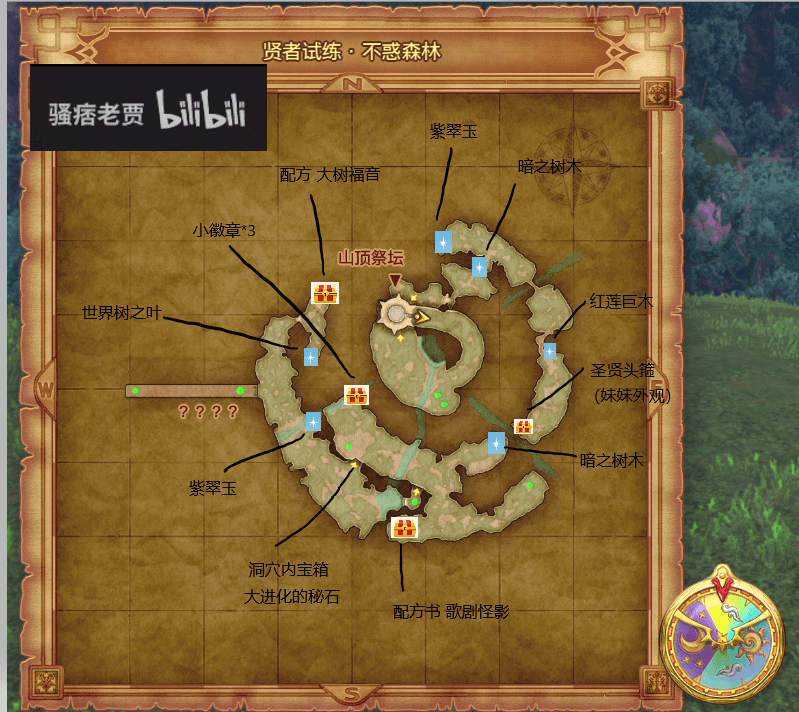 贤者试练·不惑森林
骚痞老贾 bilibili
N
紫翠玉
暗之树木
配方 大树福音
小徽章*3
山顶祭坛
世界树之叶
红莲巨木
圣贤头箍
（妹妹外观）
W
E
？？？？
暗之树木
紫翠玉
洞穴内宝箱
大进化的秘石
配方书 歌剧怪影
S